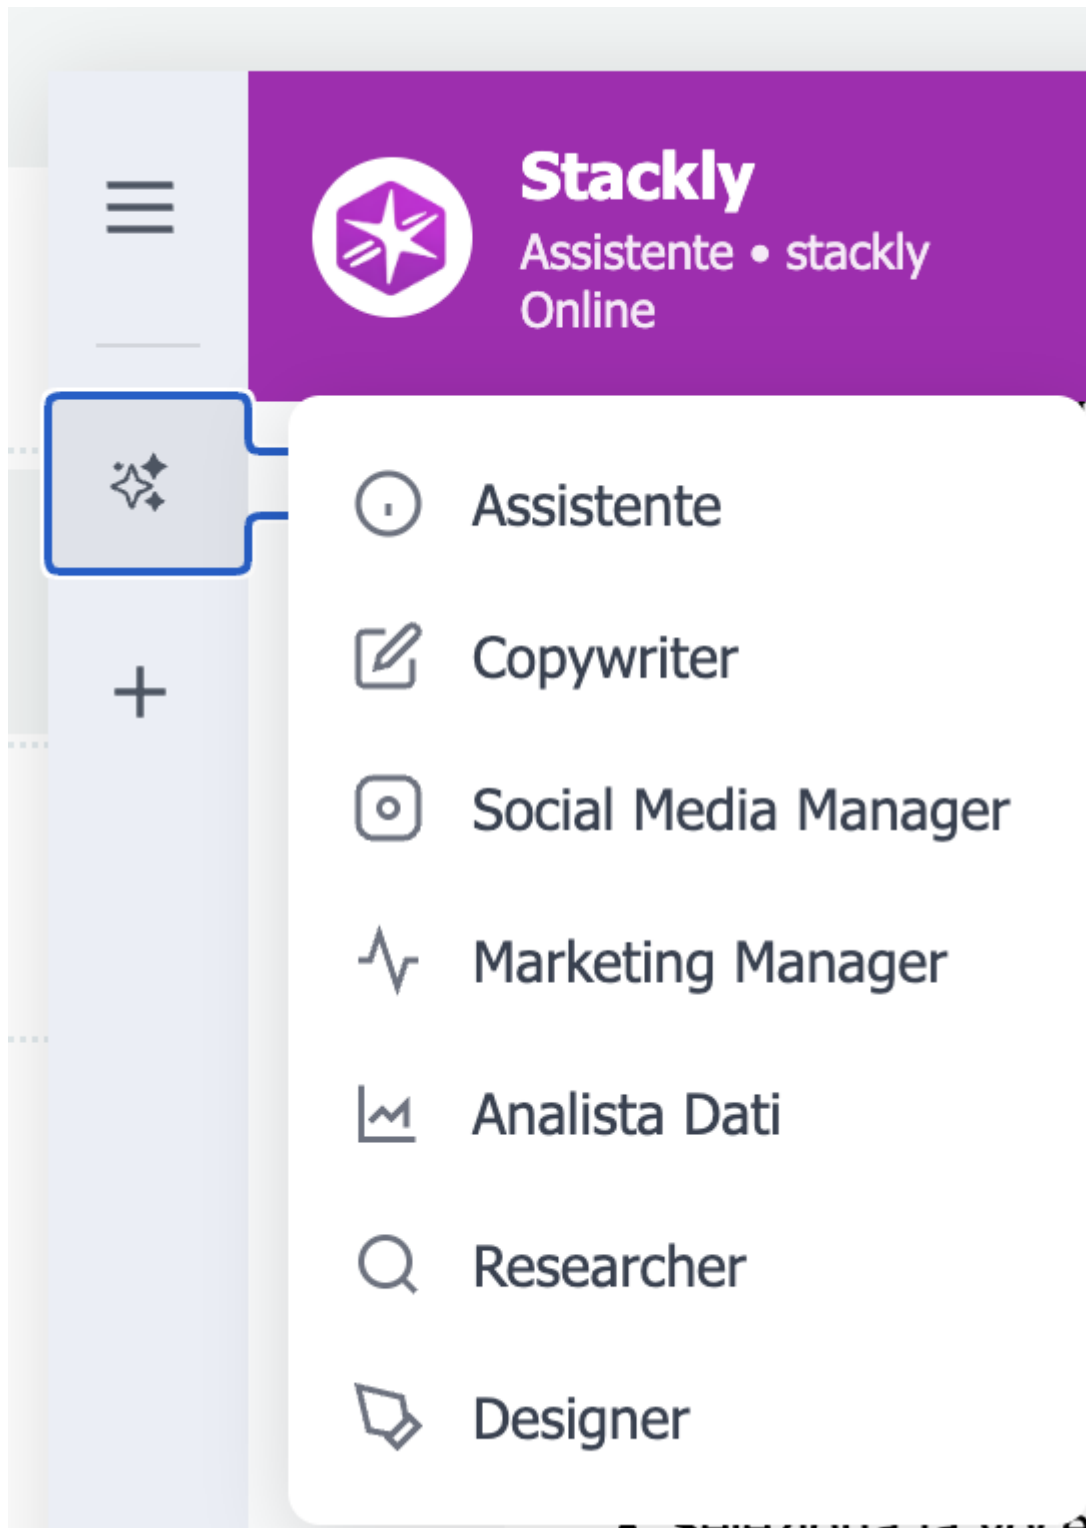 Stackly
Assistente • stackly
Online
Assistente
Copywriter
Social Media Manager
Marketing Manager
Analista Dati
Researcher
Designer